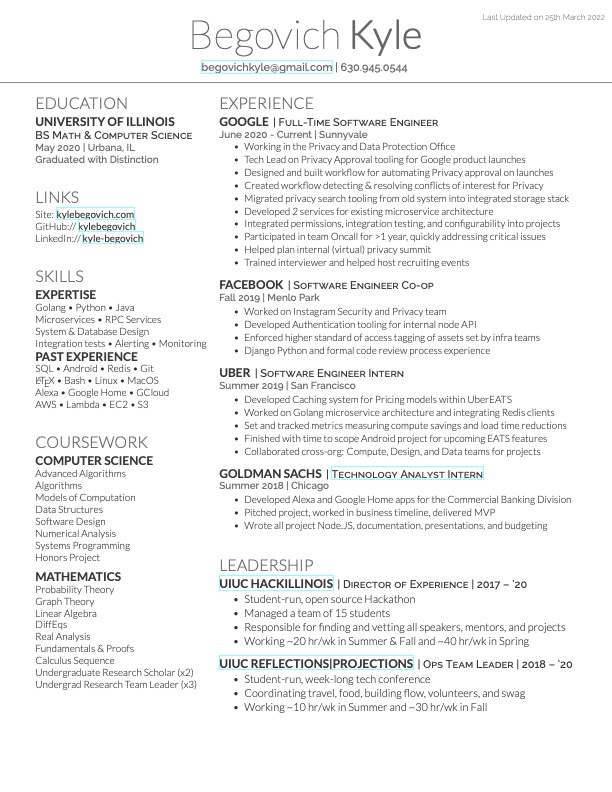 Last Updated on 25th March 2022
Begovich Kyle
begovichkyle@gmail.com | 630.945.0544
EDUCATION
UNIVERSITY OF ILLINOIS
BS Math & Computer Science
May 2020 | Urbana, IL
Graduated with Distinction
LINKS
Site: kylebegovich.com
GitHub:// kylebegovich
LinkedIn:// kyle-begovich
SKILLS
EXPERTISE
Golang • Python • Java
Microservices • RPC Services
System & Database Design
Integration tests • Alerting • Monitoring
PAST EXPERIENCE
SQL • Android • Redis • Git
LaTeX • Bash • Linux • MacOS
Alexa • Google Home • GCloud
AWS • Lambda • EC2 • S3
COURSEWORK
COMPUTER SCIENCE
Advanced Algorithms
Algorithms
Models of Computation
Data Structures
Software Design
Numerical Analysis
Systems Programming
Honors Project
MATHEMATICS
Probability Theory
Graph Theory
Linear Algebra
DiffEqs
Real Analysis
Fundamentals & Proofs
Calculus Sequence
Undergraduate Research Scholar (x2)
Undergrad Research Team Leader (x3)
EXPERIENCE
GOOGLE | Full-Time Software Engineer
June 2020 - Current | Sunnyvale
• Working in the Privacy and Data Protection Office
• Tech Lead on Privacy Approval tooling for Google product launches
• Designed and built workflow for automating Privacy approval on launches
• Created workflow detecting & resolving conflicts of interest for Privacy
• Migrated privacy search tooling from old system into integrated storage stack
• Developed 2 services for existing microservice architecture
• Integrated permissions, integration testing, and configurability into projects
• Participated in team Oncall for >1 year, quickly addressing critical issues
• Helped plan internal (virtual) privacy summit
• Trained interviewer and helped host recruiting events
FACEBOOK | Software Engineer Co-op
Fall 2019 | Menlo Park
• Worked on Instagram Security and Privacy team
• Developed Authentication tooling for internal node API
• Enforced higher standard of access tagging of assets set by infra teams
• Django Python and formal code review process experience
UBER | Software Engineer Intern
Summer 2019 | San Francisco
• Developed Caching system for Pricing models within UberEATS
• Worked on Golang microservice architecture and integrating Redis clients
• Set and tracked metrics measuring compute savings and load time reductions
• Finished with time to scope Android project for upcoming EATS features
• Collaborated cross-org: Compute, Design, and Data teams for projects
GOLDMAN SACHS | Technology Analyst Intern
Summer 2018 | Chicago
• Developed Alexa and Google Home apps for the Commercial Banking Division
• Pitched project, worked in business timeline, delivered MVP
• Wrote all project Node.JS, documentation, presentations, and budgeting
LEADERSHIP
UIUC HACKILLINOIS | Director of Experience | 2017 – '20
• Student-run, open source Hackathon
• Managed a team of 15 students
• Responsible for finding and vetting all speakers, mentors, and projects
• Working ~20 hr/wk in Summer & Fall and ~40 hr/wk in Spring
UIUC REFLECTIONS|PROJECTIONS | Ops Team Leader | 2018 – '20
• Student-run, week-long tech conference
• Coordinating travel, food, building flow, volunteers, and swag
• Working ~10 hr/wk in Summer and ~30 hr/wk in Fall